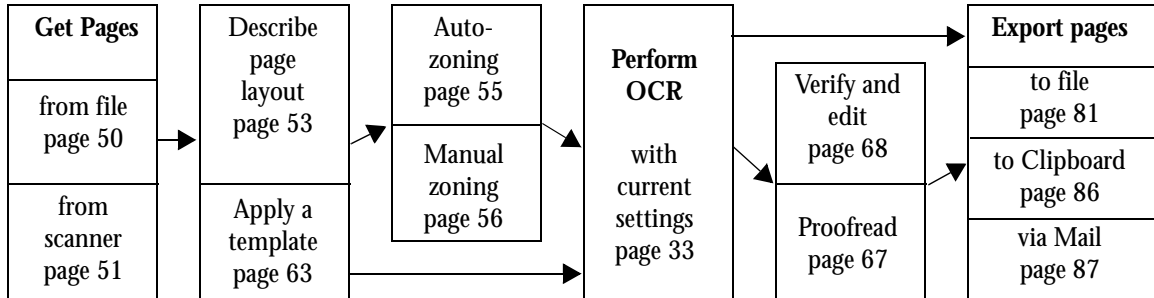 Get Pages
from file
page 50
from
scanner
page 51
Describe
page
layout
page 53
Apply a
template
page 63
Auto-
zoning
page 55
Manual
zoning
page 56
Perform
OCR
with
current
settings
page 33
Verify and
edit
page 68
Proofread
page 67
Export pages
to file
page 81
to Clipboard
page 86
via Mail
page 87